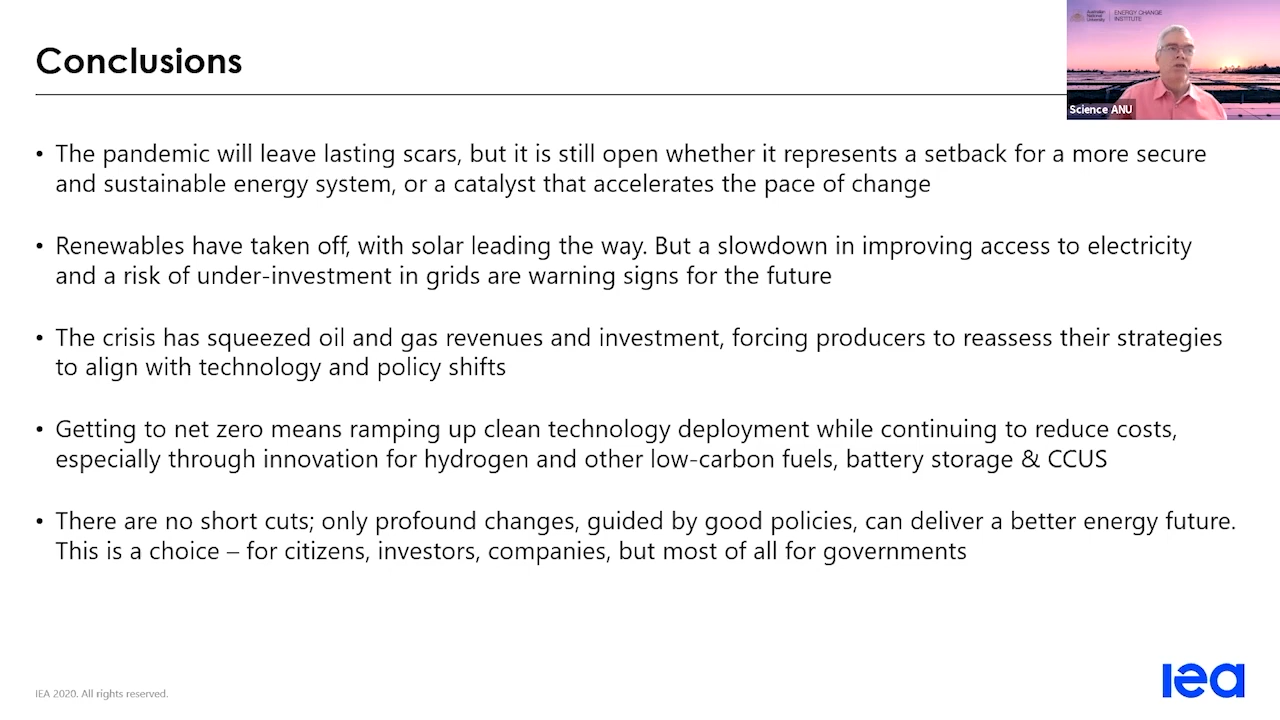 Conclusions
Australian
National
University
ENERGY CHANGE
INSTITUTE
Science ANU
• The pandemic will leave lasting scars, but it is still open whether it represents a setback for a more secure
and sustainable energy system, or a catalyst that accelerates the pace of change
• Renewables have taken off, with solar leading the way. But a slowdown in improving access to electricity
and a risk of under-investment in grids are warning signs for the future
• The crisis has squeezed oil and gas revenues and investment, forcing producers to reassess their strategies
to align with technology and policy shifts
• Getting to net zero means ramping up clean technology deployment while continuing to reduce costs,
especially through innovation for hydrogen and other low-carbon fuels, battery storage & CCUS
• There are no short cuts; only profound changes, guided by good policies, can deliver a better energy future.
This is a choice – for citizens, investors, companies, but most of all for governments
IEA 2020. All rights reserved.
iea